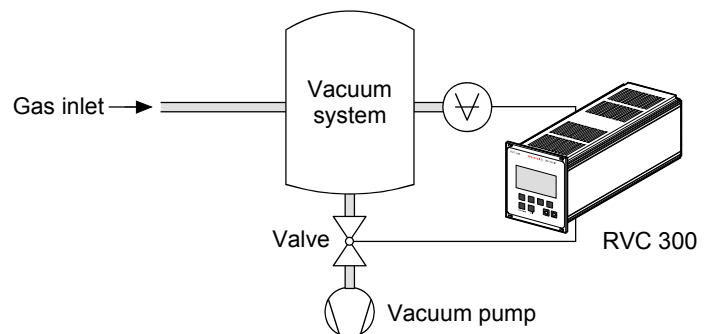 Gas inlet
Vacuum
system
Valve
RVC 300
Vacuum pump